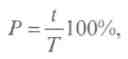 P = t/T 100%,